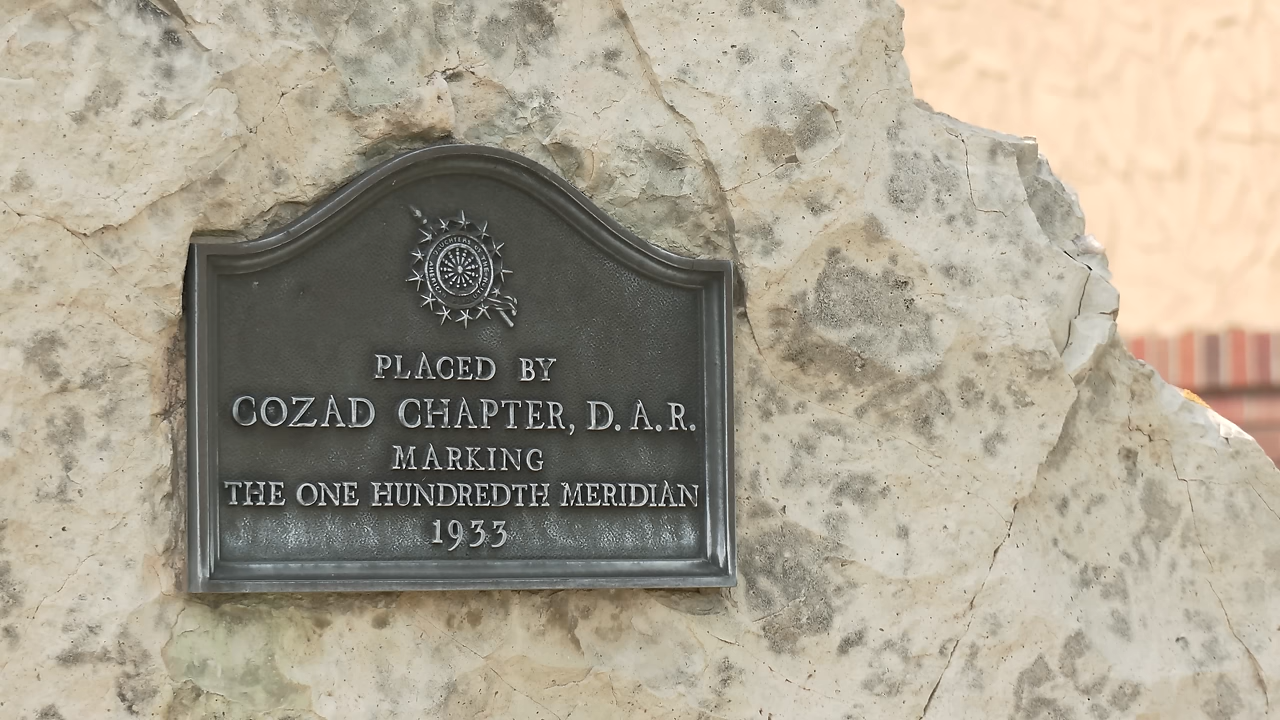 PLACED BY
COZAD CHAPTER, D.A.R.
MARKING
THE ONE HUNDREDTH MERIDIAN
1933